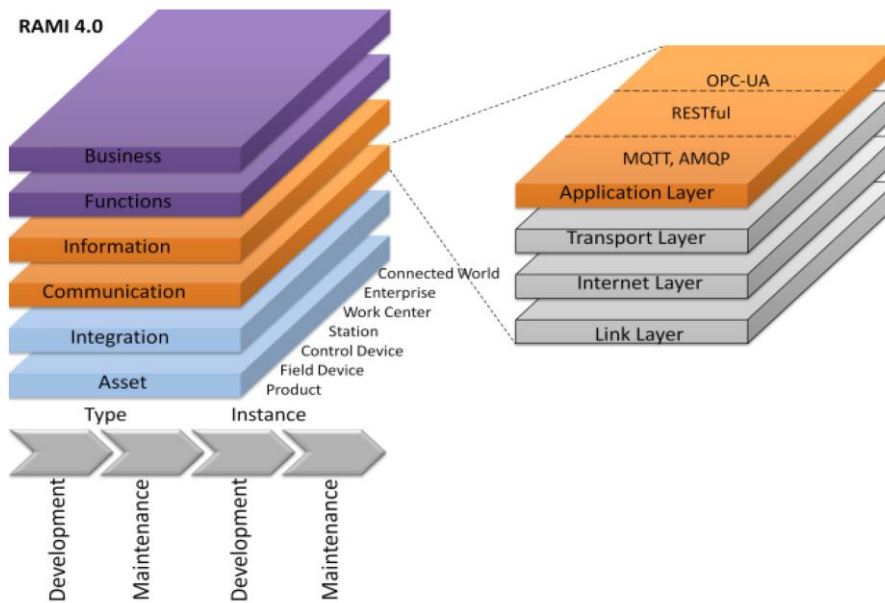 RAMI 4.0
Business
Functions
Information
Communication
Integration
Asset
Connected World
Enterprise
Work Center
Station
Control Device
Field Device
Product
Type
Instance
Development
Maintenance
Development
Maintenance
OPC-UA
RESTful
MQTT, AMQP
Application Layer
Transport Layer
Internet Layer
Link Layer